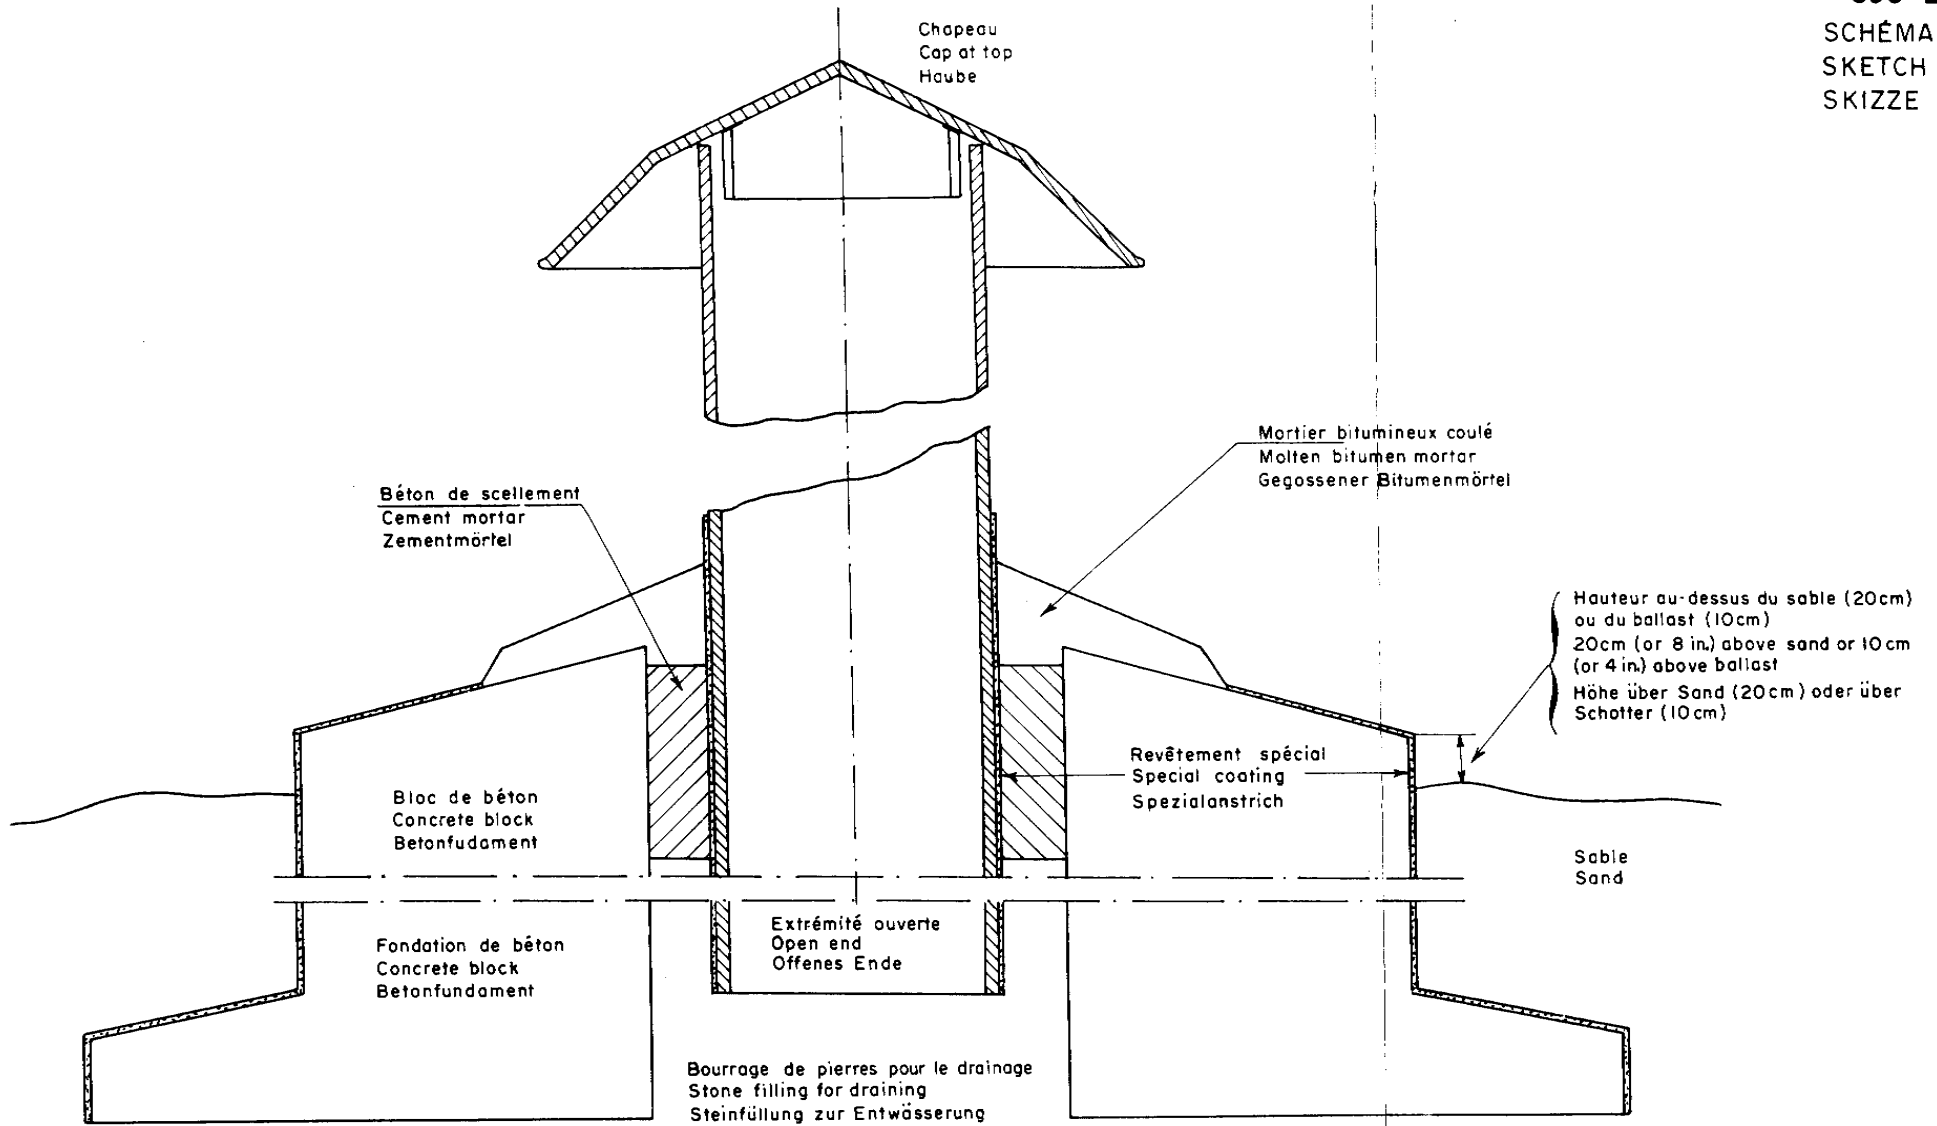 SCHÉMA
SKETCH
SKIZZE
Chapeau
Cap at top
Haube
Mortier bitumineux coulé
Molten bitumen mortar
Gegossener Bitumenmörtel
Béton de scellement
Cement mortar
Zementmörtel
Hauteur au-dessus du sable (20cm)
ou du ballast (10cm)
20cm (or 8 in.) above sand or 10cm
(or 4 in.) above ballast
Höhe über Sand (20cm) oder über
Schotter (10cm)
Revêtement spécial
Special coating
Spezialanstrich
Bloc de béton
Concrete block
Betonfudament
Sable
Sand
Extrémité ouverte
Open end
Offenes Ende
Fondation de béton
Concrete block
Betonfundament
Bourrage de pierres pour le drainage
Stone filling for draining
Steinfüllung zur Entwässerung